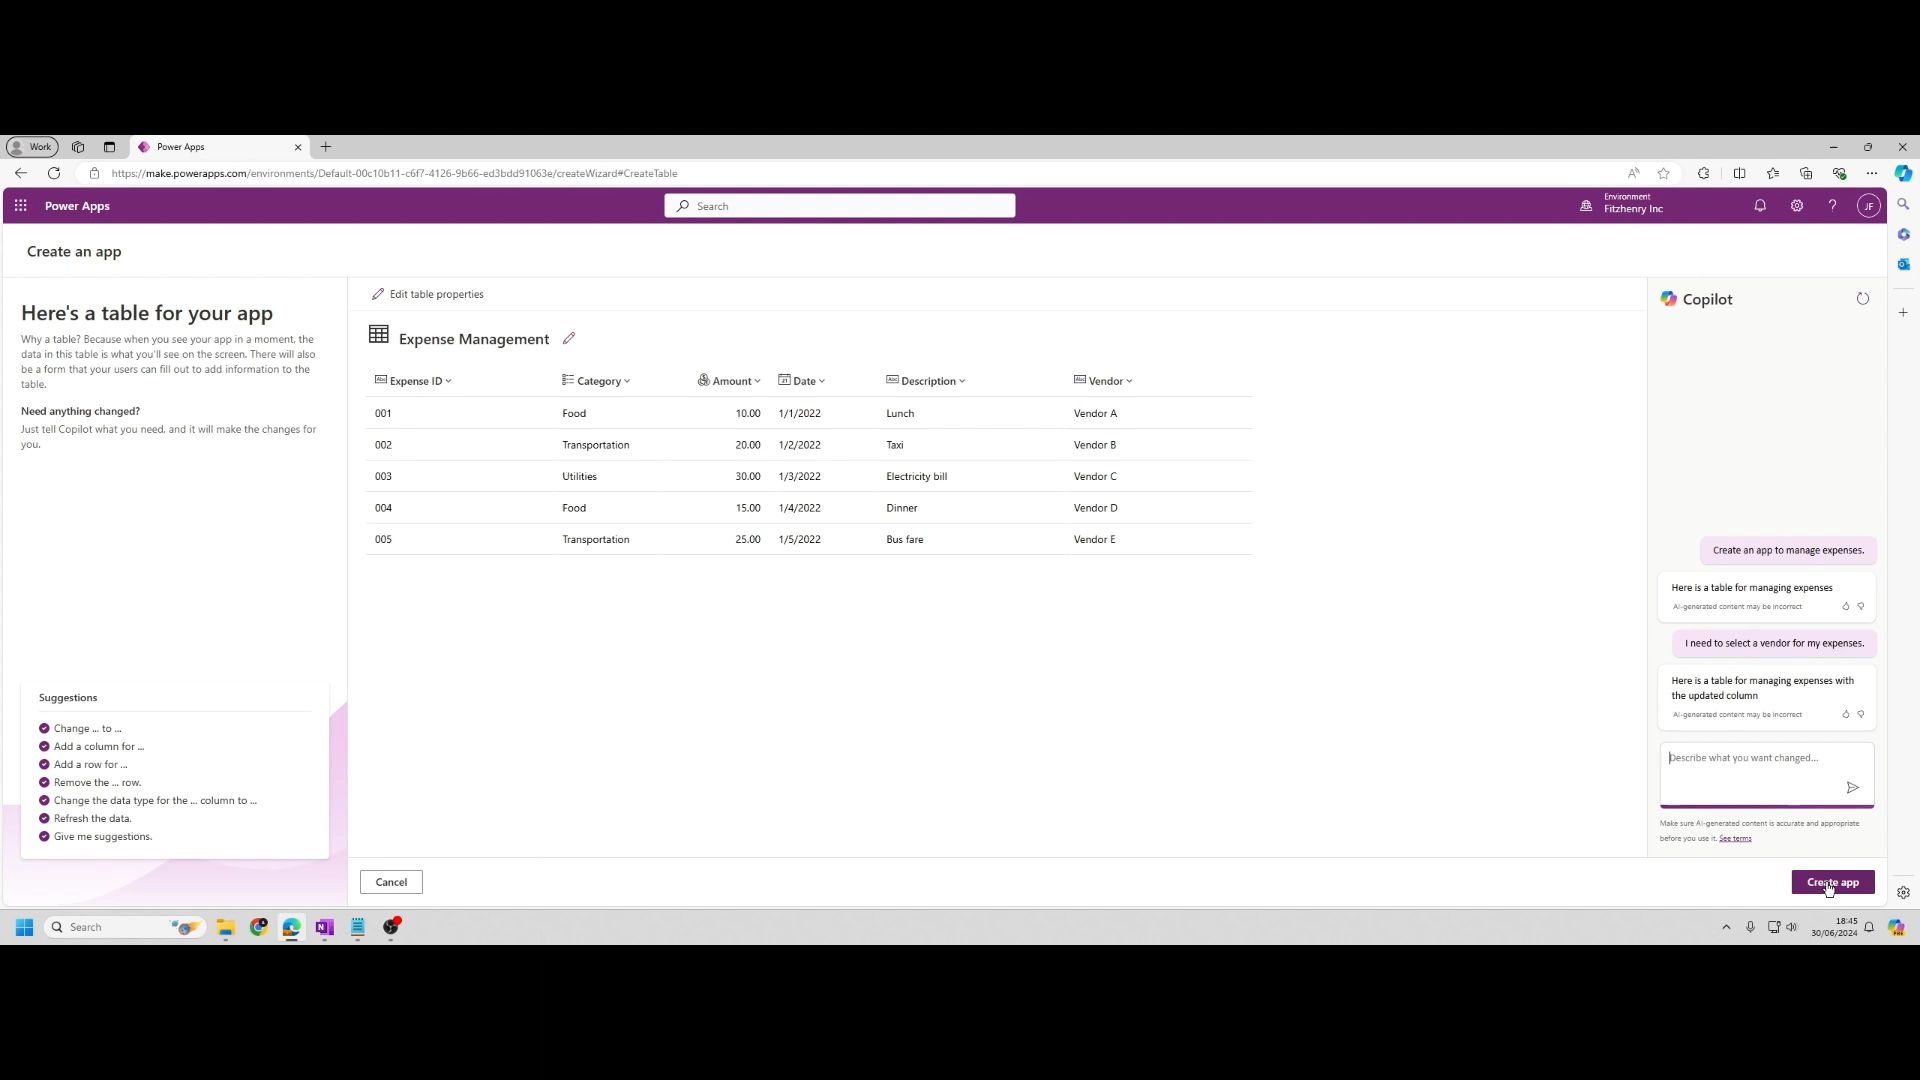 Work
Power Apps
https://make.powerapps.com/environments/Default-00c10b11-c6f7-4126-9b66-ed3bdd91063e/createWizard#CreateTable
Power Apps
Search
Environment
Fitzhenry Inc
JF
Create an app
Here's a table for your app
Why a table? Because when you see your app in a moment, the
data in this table is what you'll see on the screen. There will also
be a form that your users can fill out to add information to the
table.
Need anything changed?
Just tell Copilot what you need, and it will make the changes for
you.
Suggestions
Change ... to ...
Add a column for ...
Add a row for ...
Remove the ... row.
Change the data type for the ... column to ...
Refresh the data.
Give me suggestions.
Edit table properties
Expense Management
Abc Expense ID Category Amount Date Abc Description Abc Vendor
001 Food 10.00 1/1/2022 Lunch Vendor A
002 Transportation 20.00 1/2/2022 Taxi Vendor B
003 Utilities 30.00 1/3/2022 Electricity bill Vendor C
004 Food 15.00 1/4/2022 Dinner Vendor D
005 Transportation 25.00 1/5/2022 Bus fare Vendor E
Copilot
Create an app to manage expenses.
Here is a table for managing expenses
AI-generated content may be incorrect
I need to select a vendor for my expenses.
Here is a table for managing expenses with
the updated column
AI-generated content may be incorrect
Describe what you want changed...
Make sure AI-generated content is accurate and appropriate
before you use it. See terms
Cancel
Create app
Search
18:45
30/06/2024
PRE